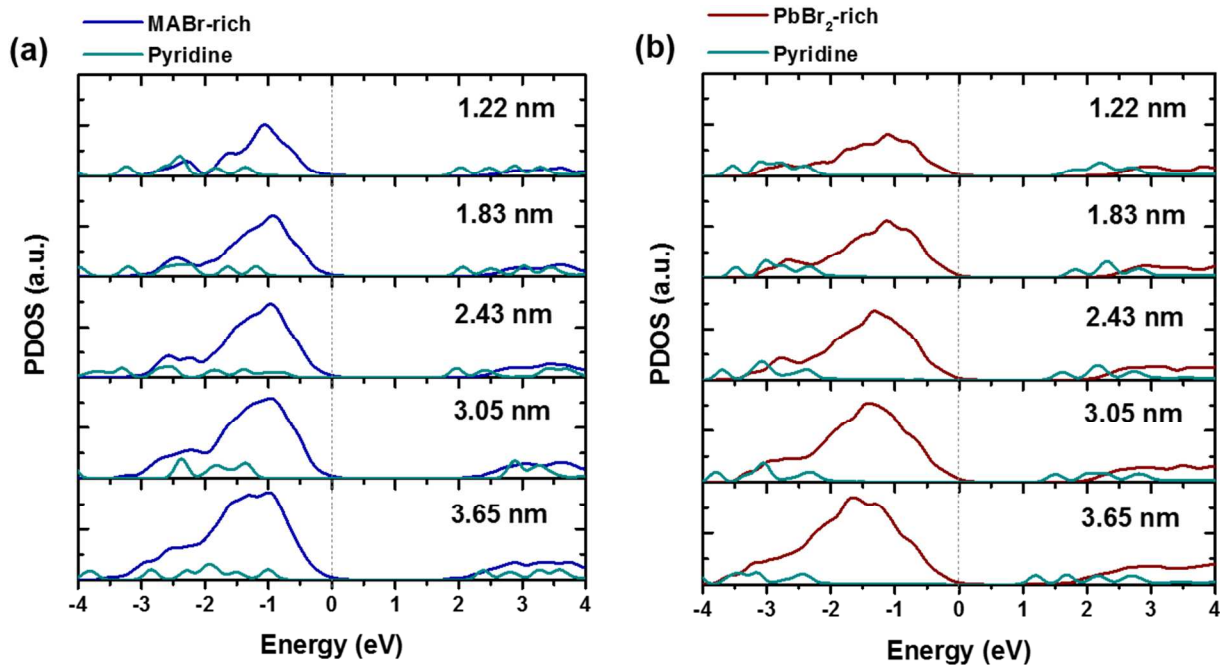 (a)
MABr-rich
Pyridine
1.22 nm
1.83 nm
2.43 nm
3.05 nm
3.65 nm
PDOS (a.u.)
-4 -3 -2 -1 0 1 2 3 4
Energy (eV)
(b)
PbBr₂-rich
Pyridine
1.22 nm
1.83 nm
2.43 nm
3.05 nm
3.65 nm
PDOS (a.u.)
-4 -3 -2 -1 0 1 2 3 4
Energy (eV)